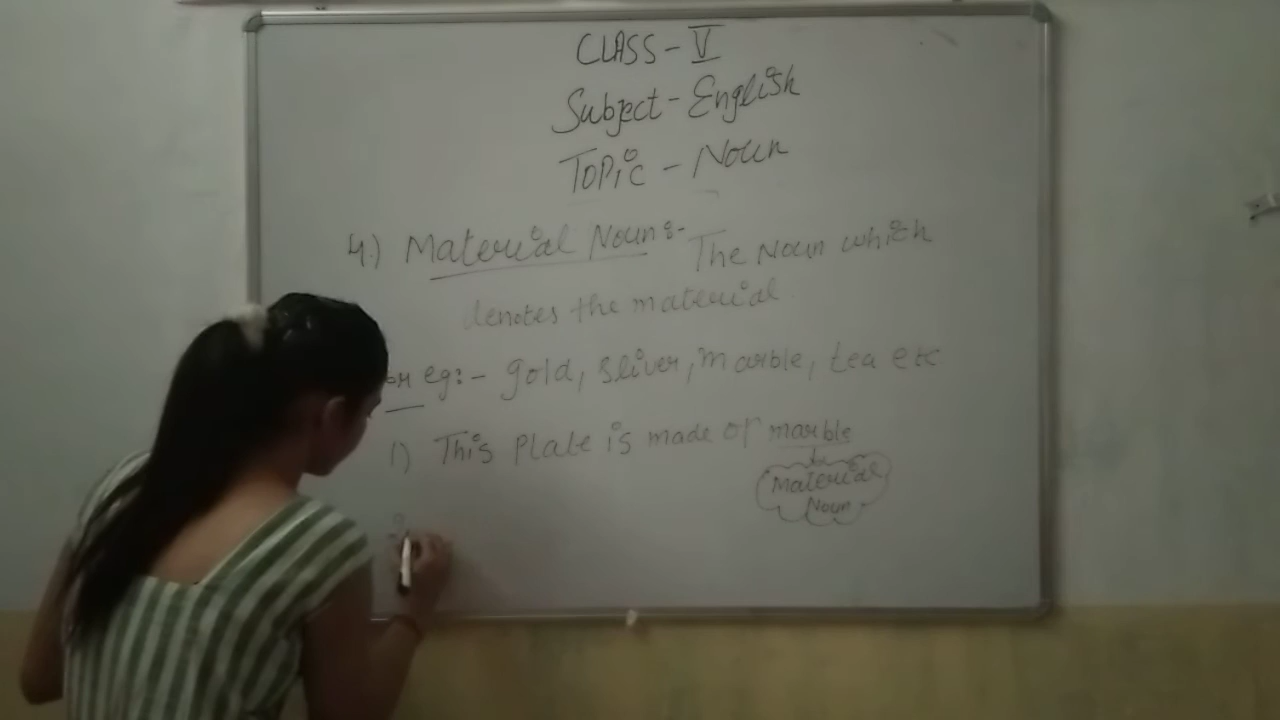 CLASS - V
Subject - English
Topic - Noun
4.) Material Noun :- The Noun which
denotes the material
eg:- gold, sliver, marble, tea etc
1) This Plate is made of marble
Material
Noun